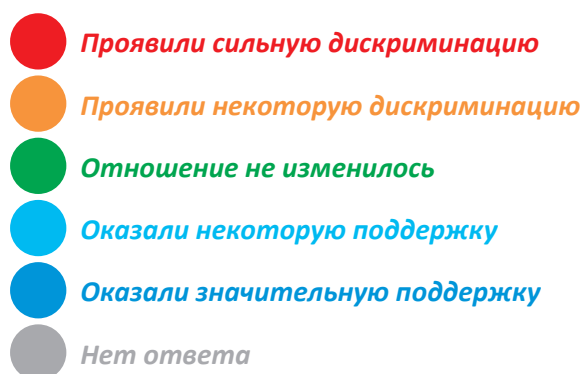 Проявили сильную дискриминацию
Проявили некоторую дискриминацию
Отношение не изменилось
Оказали некоторую поддержку
Оказали значительную поддержку
Нет ответа